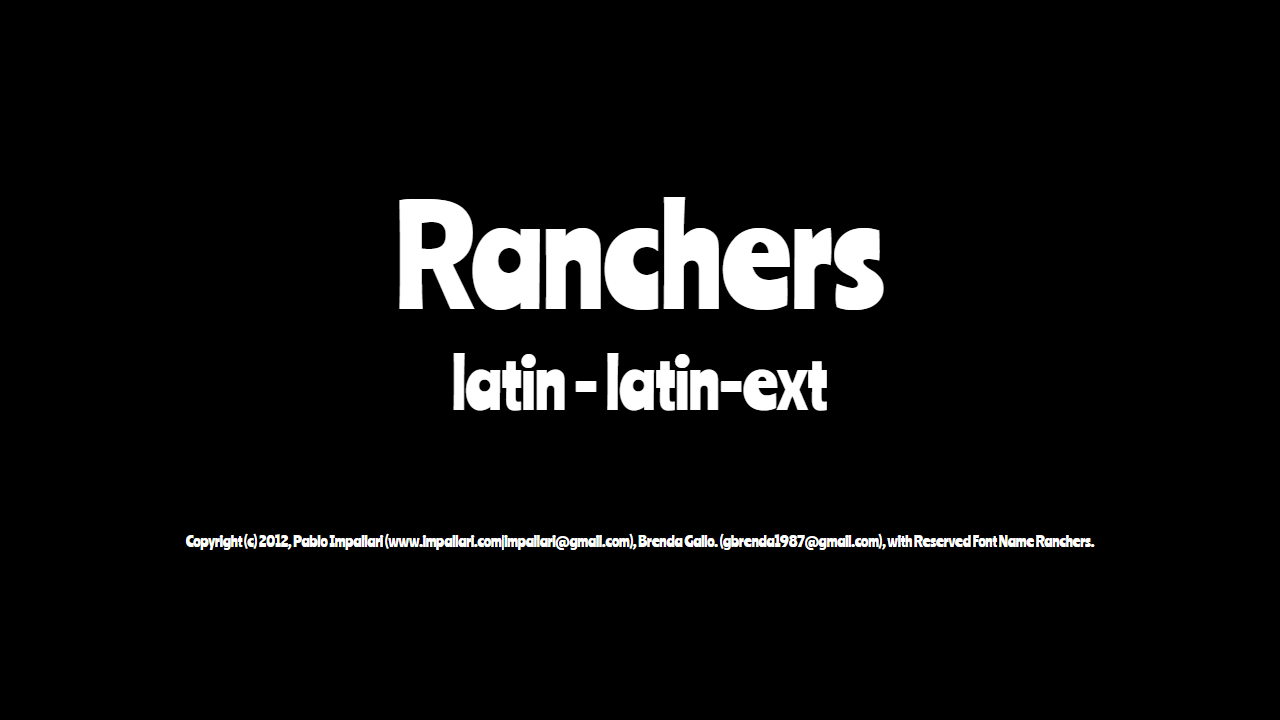 Ranchers
latin - latin-ext
Copyright (c) 2012, Pablo Impallari (www.impallari.com|impallari@gmail.com), Brenda Gallo. (gbrenda1987@gmail.com), with Reserved Font Name Ranchers.